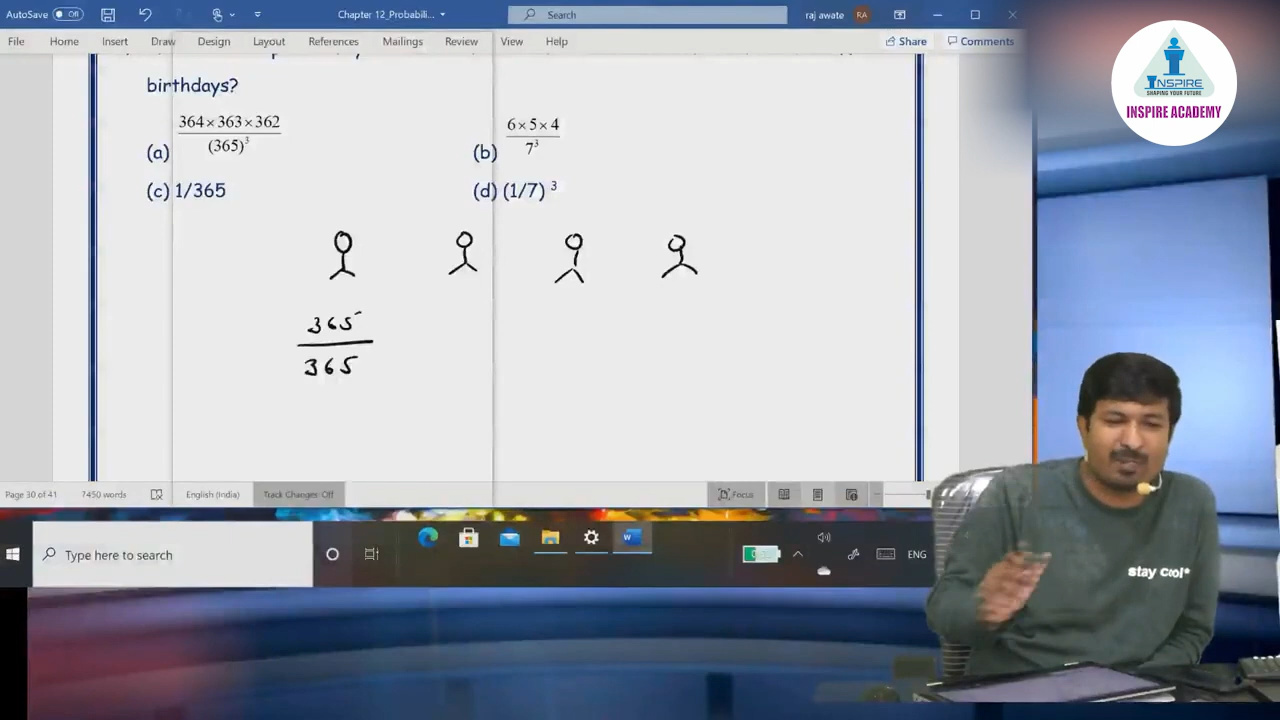 AutoSave Off Chapter 12_Probabili... Search raj awate RA
File Home Insert Draw Design Layout References Mailings Review View Help Share Comments
birthdays?
(a) 364×363×362
(365)³
(b) 6×5×4
7³
(c) 1/365
(d) (1/7) ³
365
365
Page 30 of 41 7450 words English (India) Track Changes: Off Focus
Type here to search
ENG
INSPIRE
SHAPING YOUR FUTURE
INSPIRE ACADEMY
stay cool*